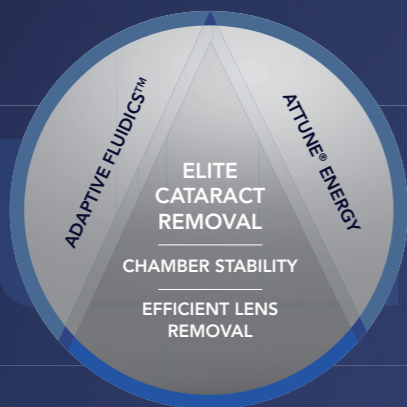 ADAPTIVE FLUIDICS™
ATTUNE® ENERGY
ELITE
CATARACT
REMOVAL
CHAMBER STABILITY
EFFICIENT LENS
REMOVAL